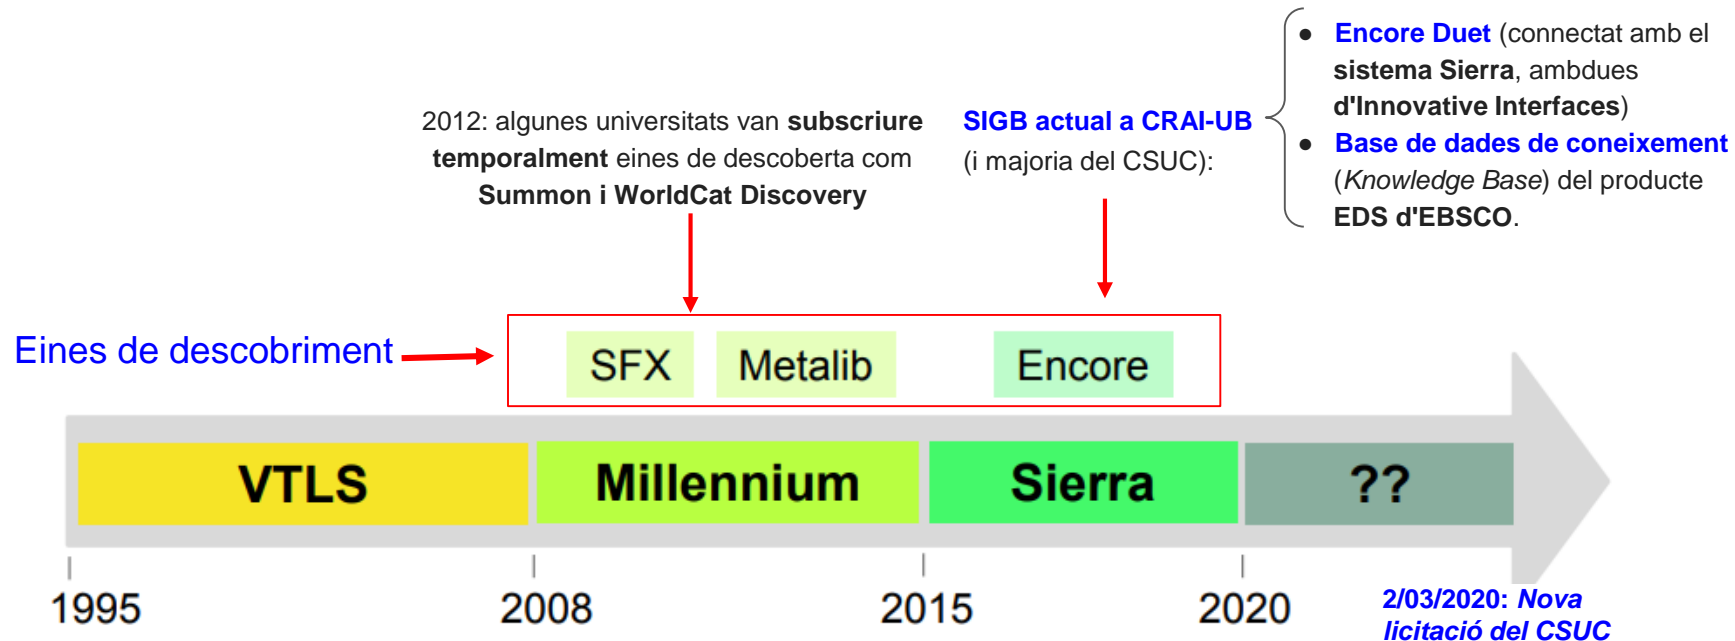 ● Encore Duet (connectat amb el
sistema Sierra, ambdues
d'Innovative Interfaces)
● Base de dades de coneixement
(Knowledge Base) del producte
EDS d'EBSCO.
2012: algunes universitats van subscriure
temporalment eines de descoberta com
Summon i WorldCat Discovery
SIGB actual a CRAI-UB
(i majoria del CSUC):
Eines de descobriment
SFX
Metalib
Encore
VTLS
Millennium
Sierra
??
1995
2008
2015
2020
2/03/2020: Nova
licitació del CSUC